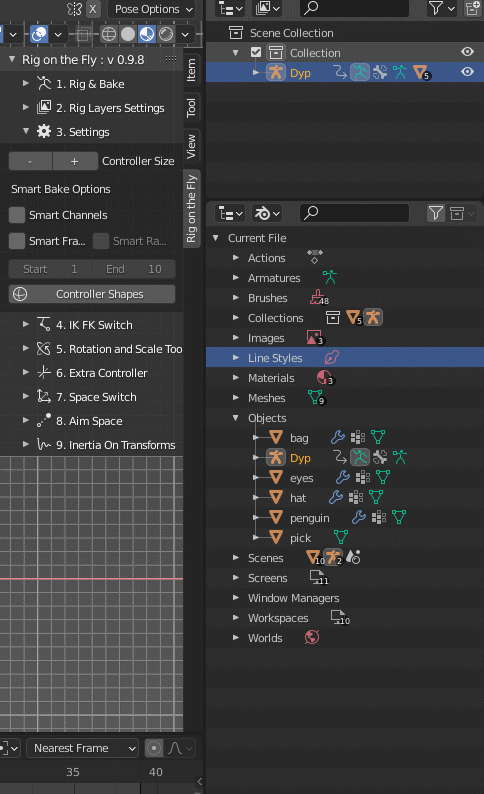 X Pose Options
Rig on the Fly : v 0.9.8
1. Rig & Bake
2. Rig Layers Settings
3. Settings
- + Controller Size
Smart Bake Options
Smart Channels
Smart Fra... Smart Ra...
Start 1 End 10
Controller Shapes
4. IK FK Switch
5. Rotation and Scale Too
6. Extra Controller
7. Space Switch
8. Aim Space
9. Inertia On Transforms
Item
Tool
View
Rig on the Fly
Nearest Frame
35 40
Scene Collection
Collection
Dyp 5
Current File
Actions
Armatures
Brushes 48
Collections 5
Images 3
Line Styles
Materials 3
Meshes 9
Objects
bag
Dyp
eyes
hat
penguin
pick
Scenes 10 2
Screens 11
Window Managers
Workspaces 10
Worlds